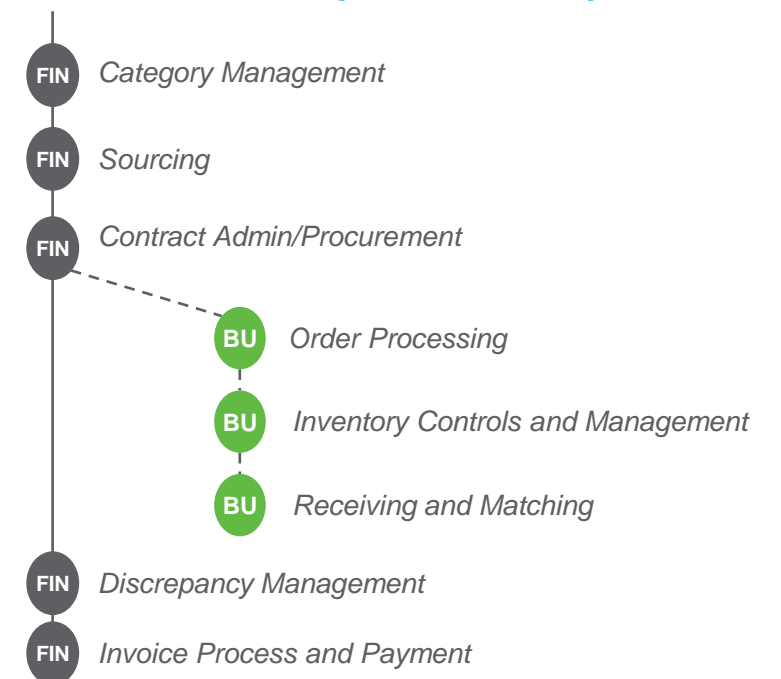 FIN Category Management
FIN Sourcing
FIN Contract Admin/Procurement
BU Order Processing
BU Inventory Controls and Management
BU Receiving and Matching
FIN Discrepancy Management
FIN Invoice Process and Payment